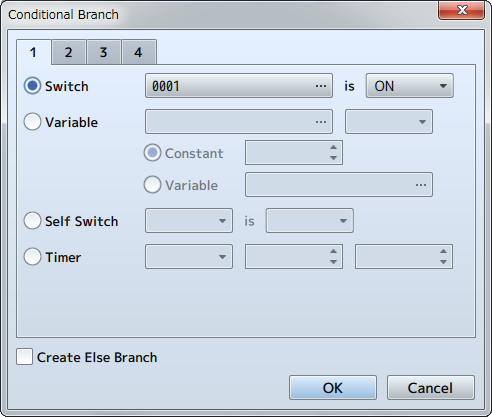 Conditional Branch
1 2 3 4
Switch 0001 ... is ON
Variable ...
Constant
Variable ...
Self Switch is
Timer
Create Else Branch
OK Cancel